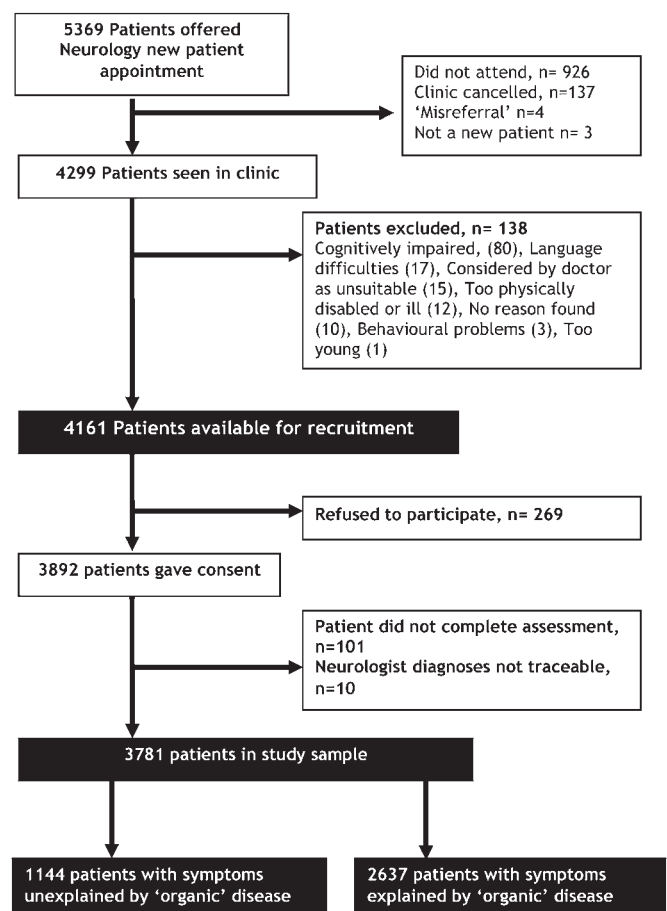 5369 Patients offered
Neurology new patient
appointment
Did not attend, n= 926
Clinic cancelled, n=137
‘Misreferral’ n=4
Not a new patient n= 3
4299 Patients seen in clinic
Patients excluded, n= 138
Cognitively impaired, (80), Language
difficulties (17), Considered by doctor
as unsuitable (15), Too physically
disabled or ill (12), No reason found
(10), Behavioural problems (3), Too
young (1)
4161 Patients available for recruitment
Refused to participate, n= 269
3892 patients gave consent
Patient did not complete assessment,
n=101
Neurologist diagnoses not traceable,
n=10
3781 patients in study sample
1144 patients with symptoms
unexplained by ‘organic’ disease
2637 patients with symptoms
explained by ‘organic’ disease